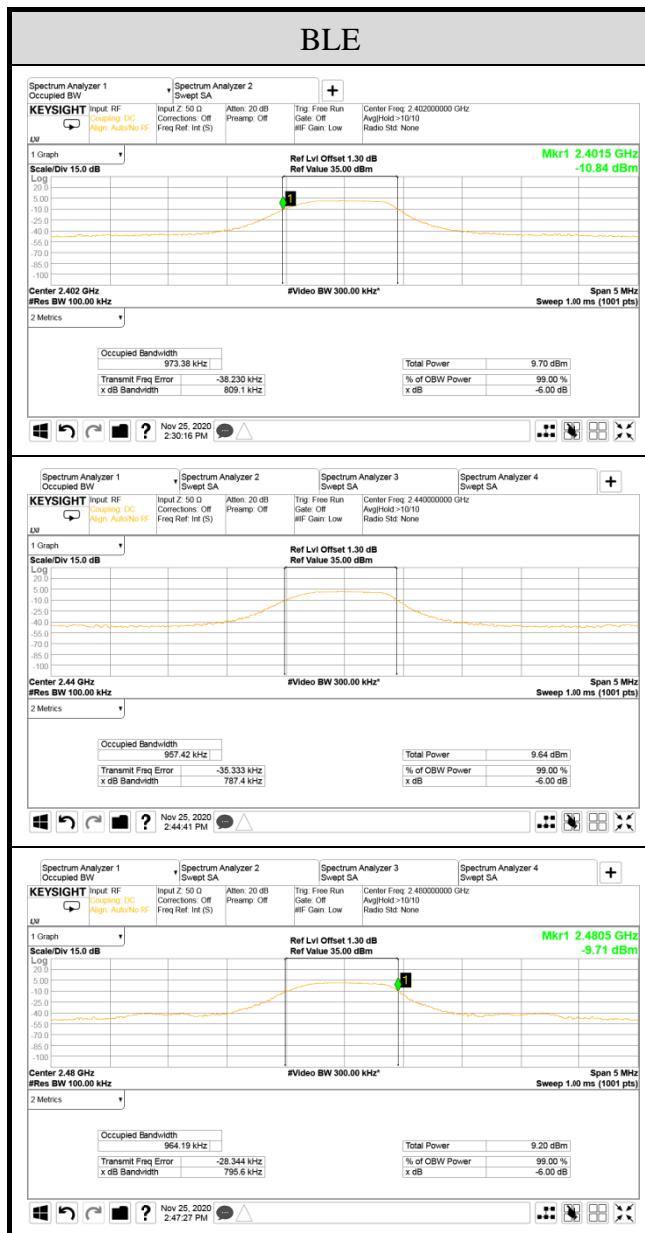 BLE
Spectrum Analyzer 1 Spectrum Analyzer 2
Occupied BW Swept SA +
KEYSIGHT Input: RF Input Z: 50 Ω Atten: 20 dB Trig: Free Run Center Freq: 2.402000000 GHz
Coupling: DC Corrections: Off Preamp: Off Gate: Off Avg|Hold:>10/10
Align: Auto/No RF Freq Ref: Int (S) #IF Gain: Low Radio Std: None
LXI
1 Graph Ref Lvl Offset 1.30 dB Mkr1 2.4015 GHz
Scale/Div 15.0 dB Ref Value 35.00 dBm -10.84 dBm
Log
20.0
5.00 1
-10.0
-25.0
-40.0
-55.0
-70.0
-85.0
-100
Center 2.402 GHz #Video BW 300.00 kHz* Span 5 MHz
#Res BW 100.00 kHz Sweep 1.00 ms (1001 pts)
2 Metrics
Occupied Bandwidth
973.38 kHz Total Power 9.70 dBm
Transmit Freq Error -38.230 kHz % of OBW Power 99.00 %
x dB Bandwidth 809.1 kHz x dB -6.00 dB
? Nov 25, 2020
2:30:16 PM
Spectrum Analyzer 1 Spectrum Analyzer 2 Spectrum Analyzer 3 Spectrum Analyzer 4
Occupied BW Swept SA Swept SA Swept SA +
KEYSIGHT Input: RF Input Z: 50 Ω Atten: 20 dB Trig: Free Run Center Freq: 2.440000000 GHz
Coupling: DC Corrections: Off Preamp: Off Gate: Off Avg|Hold:>10/10
Align: Auto/No RF Freq Ref: Int (S) #IF Gain: Low Radio Std: None
LXI
1 Graph Ref Lvl Offset 1.30 dB
Scale/Div 15.0 dB Ref Value 35.00 dBm
Log
20.0
5.00
-10.0
-25.0
-40.0
-55.0
-70.0
-85.0
-100
Center 2.44 GHz #Video BW 300.00 kHz* Span 5 MHz
#Res BW 100.00 kHz Sweep 1.00 ms (1001 pts)
2 Metrics
Occupied Bandwidth
957.42 kHz Total Power 9.64 dBm
Transmit Freq Error -35.333 kHz % of OBW Power 99.00 %
x dB Bandwidth 787.4 kHz x dB -6.00 dB
? Nov 25, 2020
2:44:41 PM
Spectrum Analyzer 1 Spectrum Analyzer 2 Spectrum Analyzer 3 Spectrum Analyzer 4
Occupied BW Swept SA Swept SA Swept SA +
KEYSIGHT Input: RF Input Z: 50 Ω Atten: 20 dB Trig: Free Run Center Freq: 2.480000000 GHz
Coupling: DC Corrections: Off Preamp: Off Gate: Off Avg|Hold:>10/10
Align: Auto/No RF Freq Ref: Int (S) #IF Gain: Low Radio Std: None
LXI
1 Graph Ref Lvl Offset 1.30 dB Mkr1 2.4805 GHz
Scale/Div 15.0 dB Ref Value 35.00 dBm -9.71 dBm
Log
20.0
5.00 1
-10.0
-25.0
-40.0
-55.0
-70.0
-85.0
-100
Center 2.48 GHz #Video BW 300.00 kHz* Span 5 MHz
#Res BW 100.00 kHz Sweep 1.00 ms (1001 pts)
2 Metrics
Occupied Bandwidth
964.19 kHz Total Power 9.20 dBm
Transmit Freq Error -28.344 kHz % of OBW Power 99.00 %
x dB Bandwidth 795.6 kHz x dB -6.00 dB
? Nov 25, 2020
2:47:27 PM